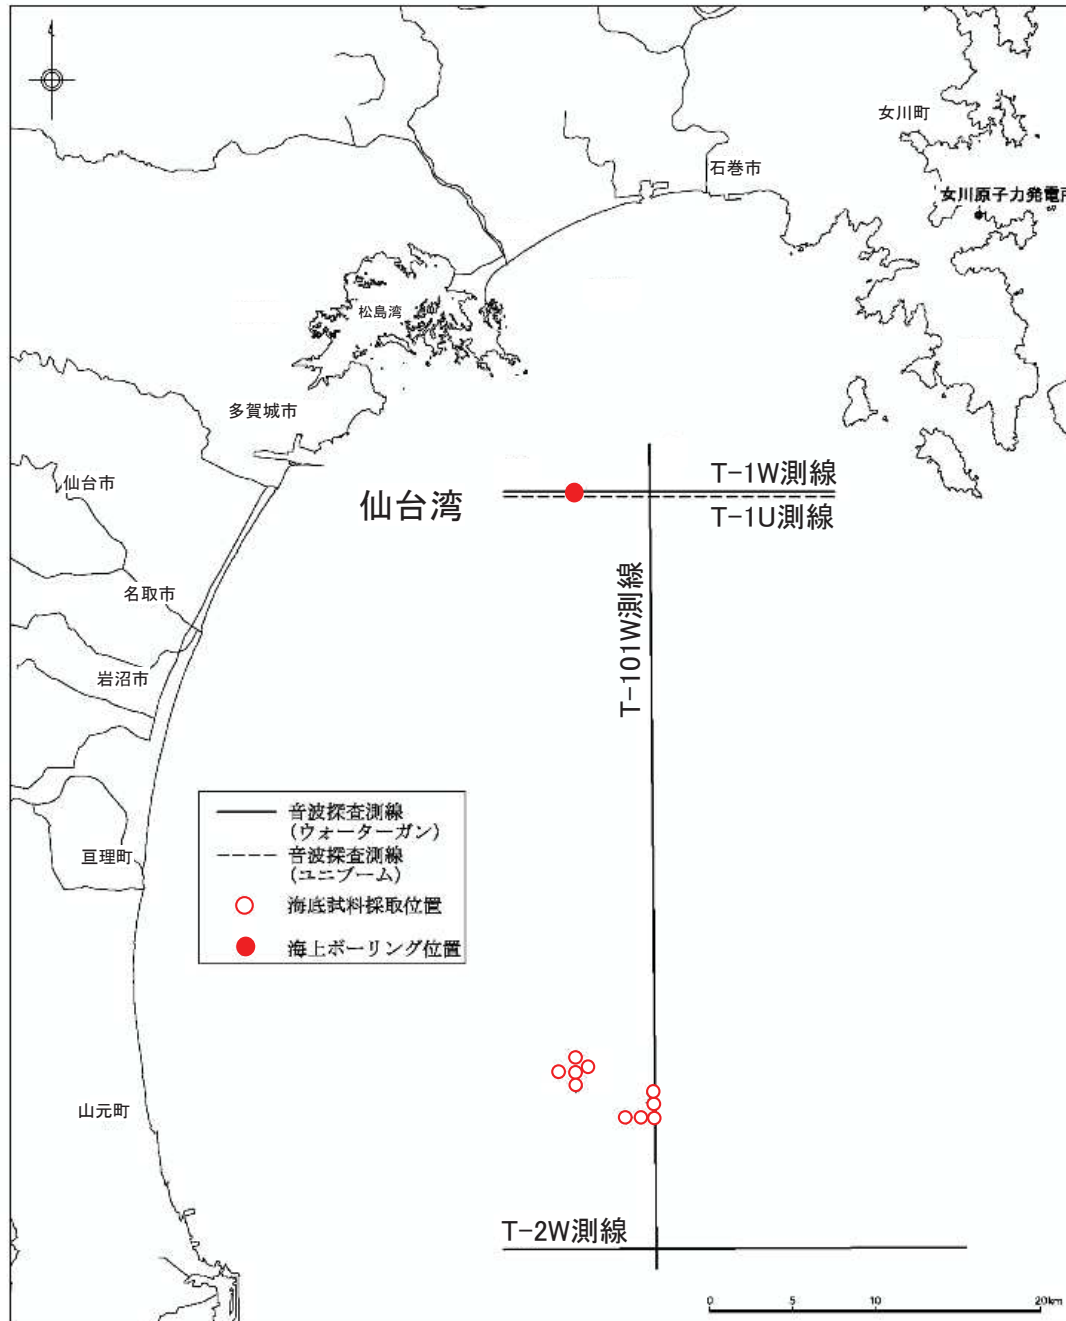 女川町
石巻市
女川原子力発電所
松島湾
多賀城市
T-1W測線
仙台市
仙台湾
T-1U測線
名取市
T-101W測線
岩沼市
音波探査測線
(ウォーターガン)
音波探査測線
(ユニブーム)
亘理町
海底試料採取位置
海上ボーリング位置
山元町
T-2W測線
0 5 10 20km